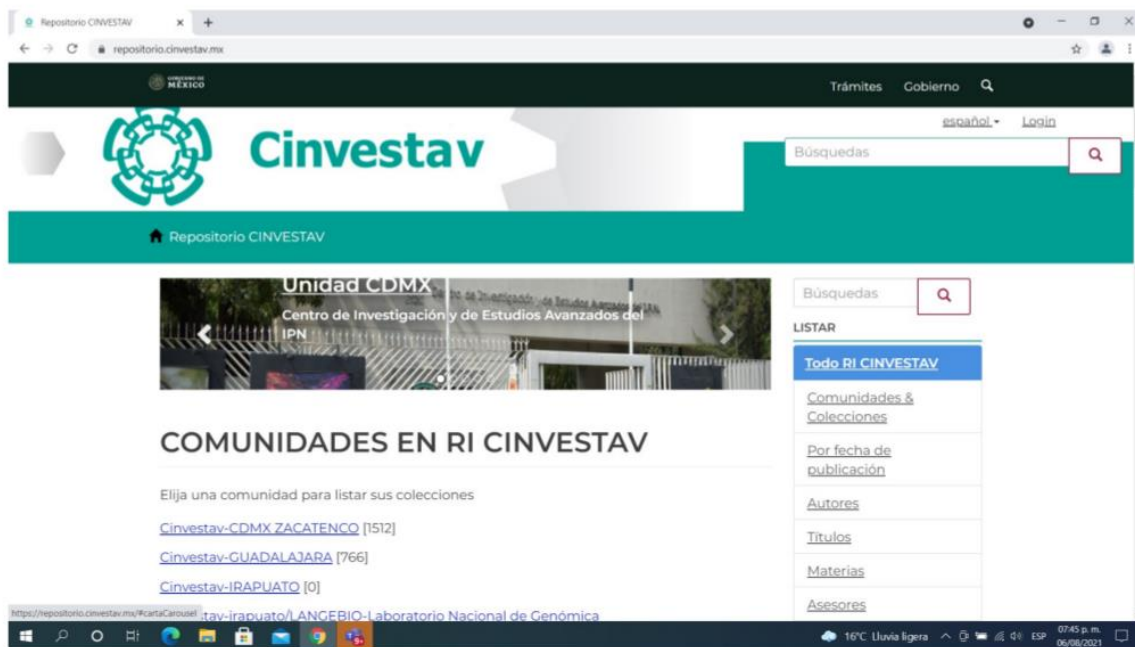 Repositorio CINVESTAV
repositorio.cinvestav.mx
GOBIERNO DE
MÉXICO
Trámites Gobierno
español Login
Cinvestav
Búsquedas
Repositorio CINVESTAV
Unidad CDMX
Centro de Investigación y de Estudios Avanzados del
IPN
Búsquedas
LISTAR
Todo RI CINVESTAV
Comunidades &
Colecciones
Por fecha de
publicación
Autores
Títulos
Materias
Asesores
COMUNIDADES EN RI CINVESTAV
Elija una comunidad para listar sus colecciones
Cinvestav-CDMX ZACATENCO [1512]
Cinvestav-GUADALAJARA [766]
Cinvestav-IRAPUATO [0]
tav-irapuato/LANGEBIO-Laboratorio Nacional de Genómica
https://repositorio.cinvestav.mx/#cartaCarousel
16°C Lluvia ligera ESP 07:45 p. m.
06/08/2021